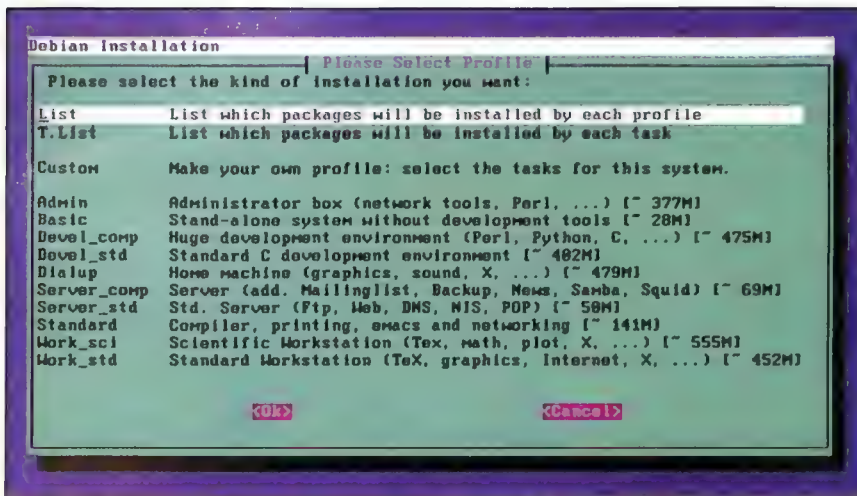 Debian Installation
Please Select Profile
Please select the kind of installation you want:
List List which packages will be installed by each profile
T.List List which packages will be installed by each task
Custom Make your own profile: select the tasks for this system.
Admin Administrator box (network tools, Perl, ...) [~ 377M]
Basic Stand-alone system without development tools [~ 28M]
Devel_comp Huge development environment (Perl, Python, C, ...) [~ 475M]
Devel_std Standard C development environment [~ 402M]
Dialup Home machine (graphics, sound, X, ...) [~ 479M]
Server_comp Server (add. Mailinglist, Backup, News, Samba, Squid) [~ 69M]
Server_std Std. Server (Ftp, Web, DNS, NIS, POP) [~ 50M]
Standard Compiler, printing, emacs and networking [~ 141M]
Work_sci Scientific Workstation (Tex, math, plot, X, ...) [~ 555M]
Work_std Standard Workstation (TeX, graphics, Internet, X, ...) [~ 452M]
<Ok> <Cancel>